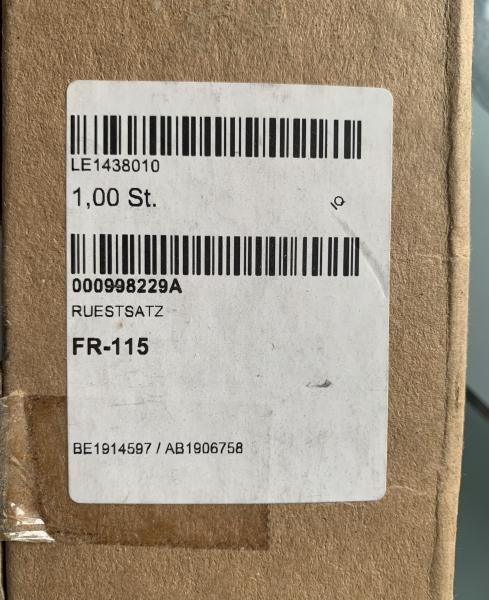 LE1438010
1,00 St.
000998229A
RUESTSATZ
FR-115
BE1914597 / AB1906758